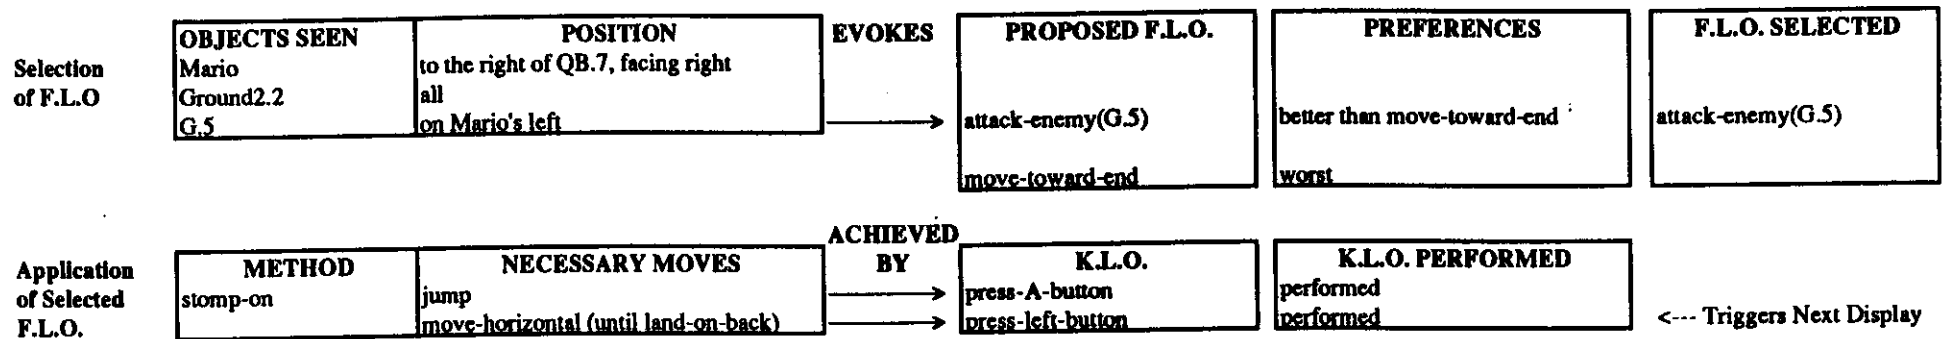 OBJECTS SEEN POSITION EVOKES PROPOSED F.L.O. PREFERENCES F.L.O. SELECTED
Selection Mario to the right of QB.7, facing right
of F.L.O Ground2.2 all
G.5 on Mario's left ---> attack-enemy(G.5) better than move-toward-end attack-enemy(G.5)
move-toward-end worst
ACHIEVED
Application METHOD NECESSARY MOVES BY K.L.O. K.L.O. PERFORMED
of Selected stomp-on jump ---> press-A-button performed
F.L.O. move-horizontal (until land-on-back) ---> press-left-button performed <--- Triggers Next Display